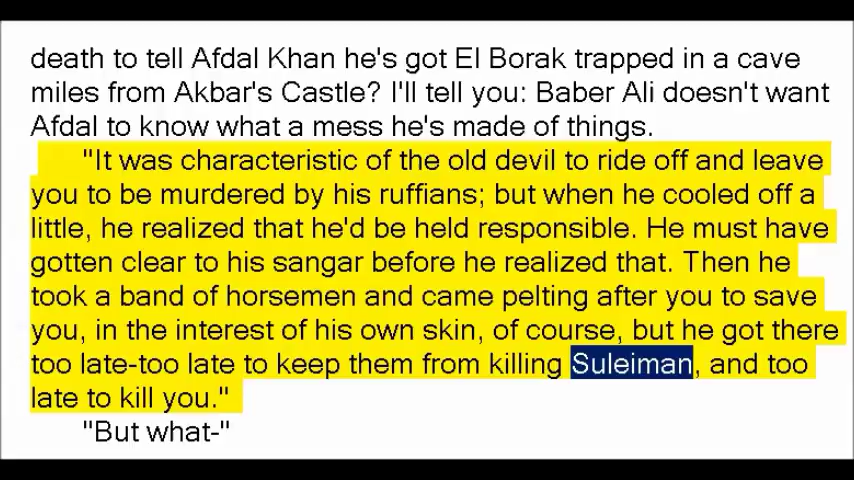 death to tell Afdal Khan he's got El Borak trapped in a cave
miles from Akbar's Castle? I'll tell you: Baber Ali doesn't want
Afdal to know what a mess he's made of things.
"It was characteristic of the old devil to ride off and leave
you to be murdered by his ruffians; but when he cooled off a
little, he realized that he'd be held responsible. He must have
gotten clear to his sangar before he realized that. Then he
took a band of horsemen and came pelting after you to save
you, in the interest of his own skin, of course, but he got there
too late-too late to keep them from killing Suleiman, and too
late to kill you."
"But what-"